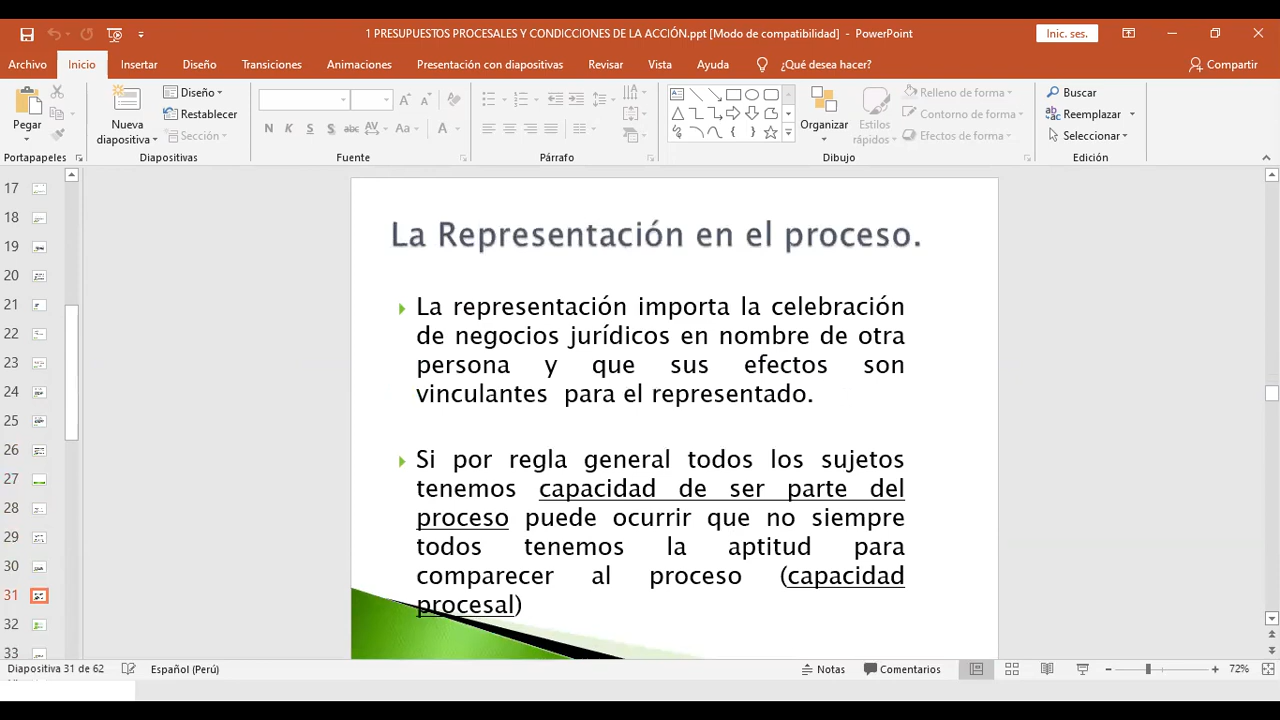 1 PRESUPUESTOS PROCESALES Y CONDICCIONES DE LA ACCIÓN.ppt [Modo de compatibilidad] - PowerPoint
Inic. ses.
Archivo Inicio Insertar Diseño Transiciones Animaciones Presentación con diapositivas Revisar Vista Ayuda ¿Qué desea hacer? Compartir
Pegar
Nueva diapositiva
Diseño
Restablecer
Sección
N K S S abc AV Aa A
Organizar
Estilos rápidos
Relleno de forma
Contorno de forma
Efectos de forma
Buscar
Reemplazar
Seleccionar
Portapapeles Diapositivas Fuente Párrafo Dibujo Edición
17
18
19
20
21
22
23
24
25
26
27
28
29
30
31
32
33
La Representación en el proceso.
La representación importa la celebración
de negocios jurídicos en nombre de otra
persona y que sus efectos son
vinculantes para el representado.
Si por regla general todos los sujetos
tenemos capacidad de ser parte del
proceso puede ocurrir que no siempre
todos tenemos la aptitud para
comparecer al proceso (capacidad
procesal)
Diapositiva 31 de 62 Español (Perú) Notas Comentarios 72%